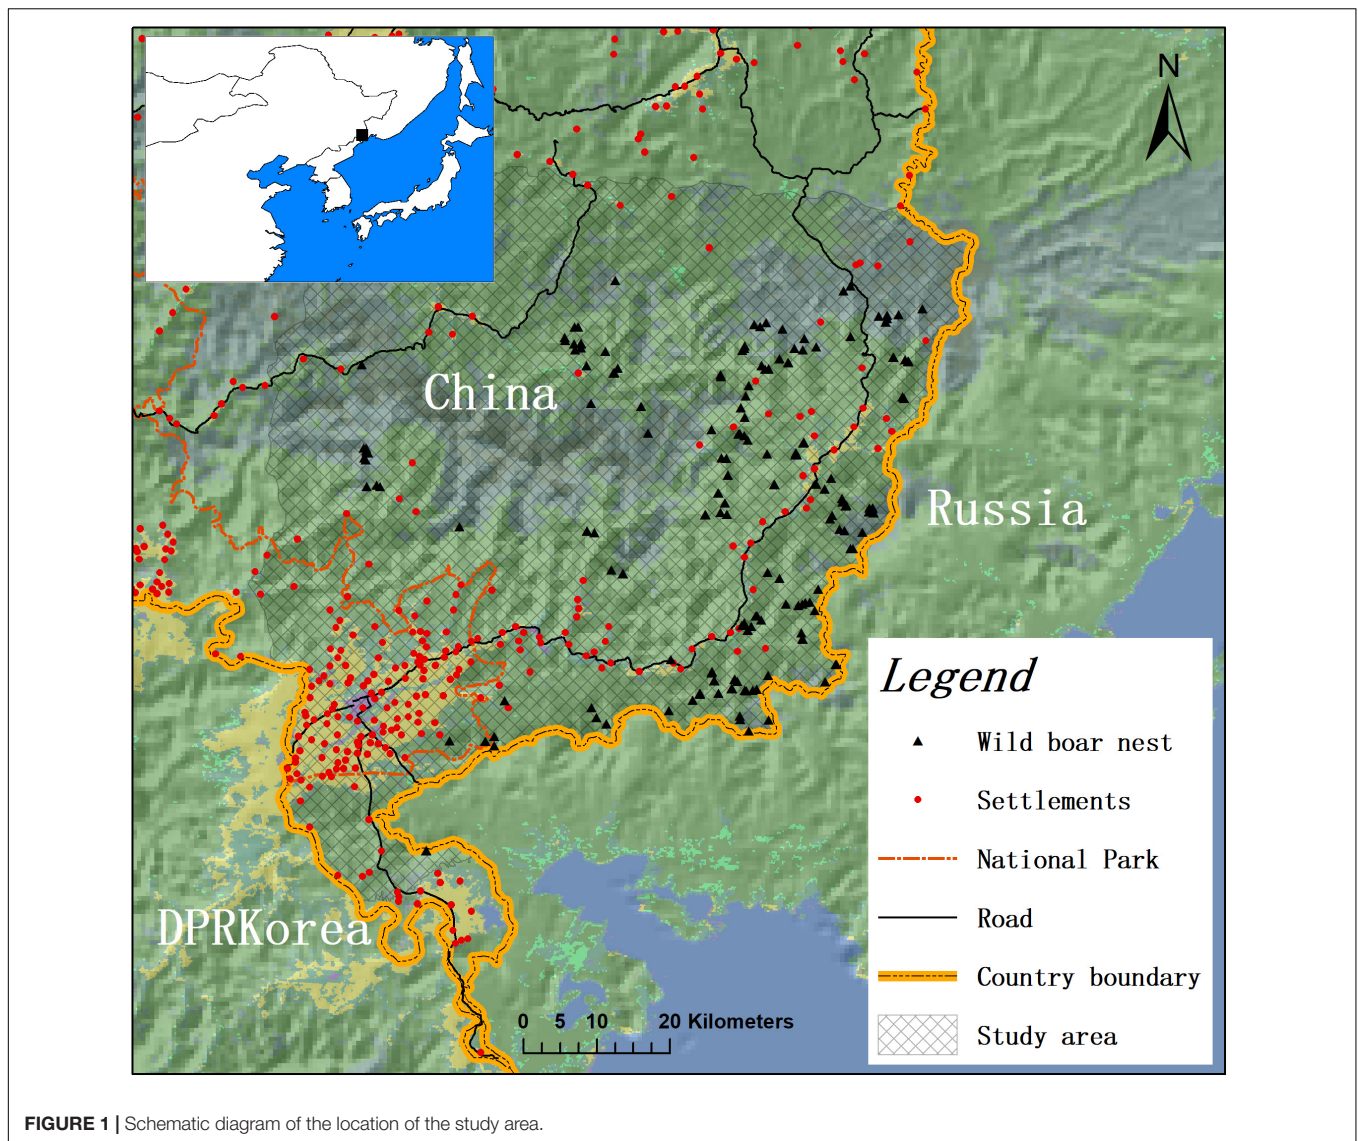 N
China
Russia
DPRKorea
Legend
Wild boar nest
Settlements
National Park
Road
Country boundary
Study area
0 5 10 20 Kilometers
FIGURE 1 | Schematic diagram of the location of the study area.